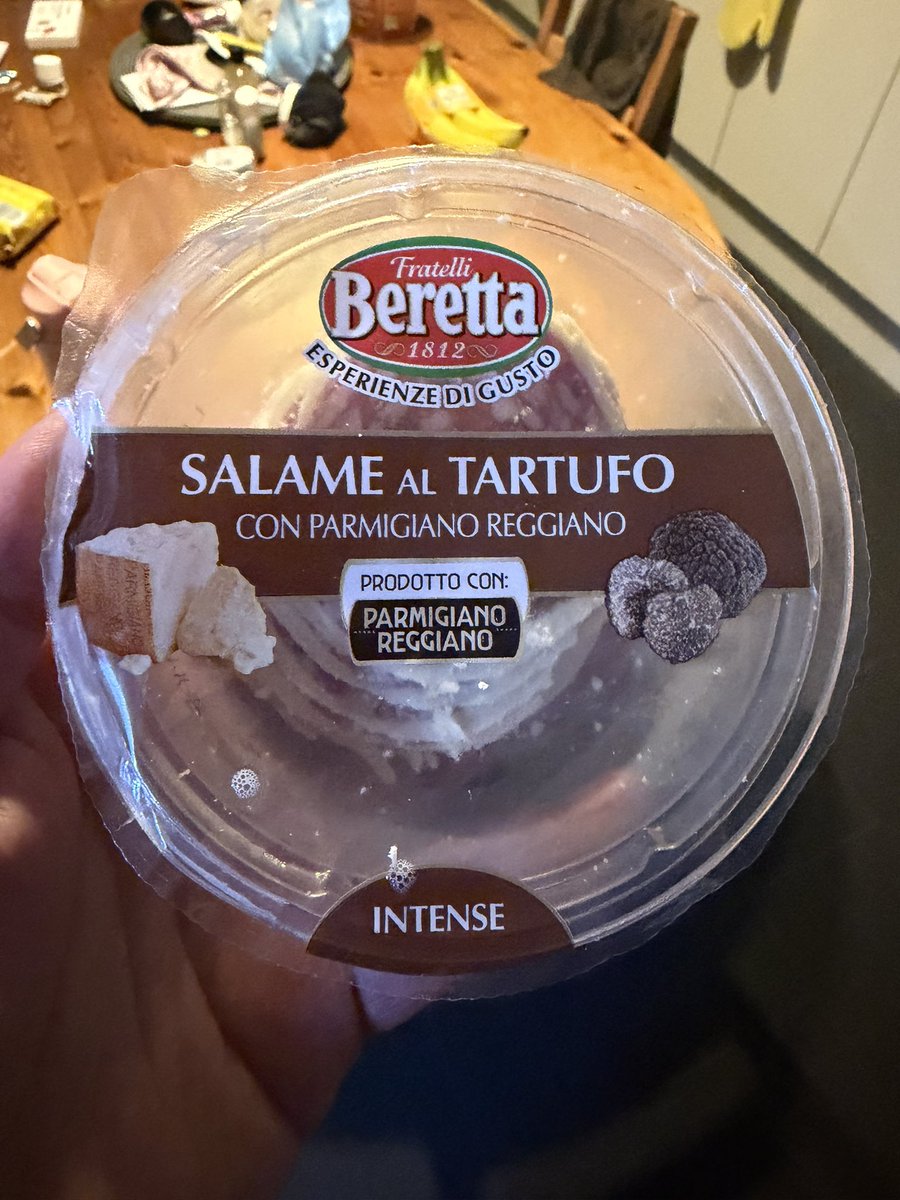 Fratelli
Beretta
1812
ESPERIENZE DI GUSTO
SALAME AL TARTUFO
CON PARMIGIANO REGGIANO
PRODOTTO CON:
PARMIGIANO
REGGIANO
INTENSE